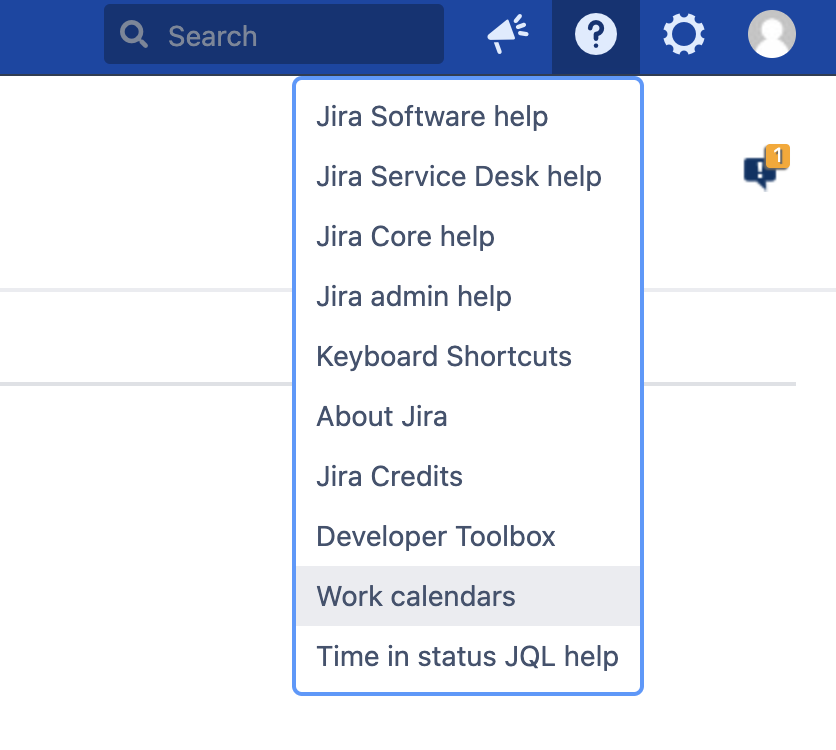 Search
?
1
!
Jira Software help
Jira Service Desk help
Jira Core help
Jira admin help
Keyboard Shortcuts
About Jira
Jira Credits
Developer Toolbox
Work calendars
Time in status JQL help